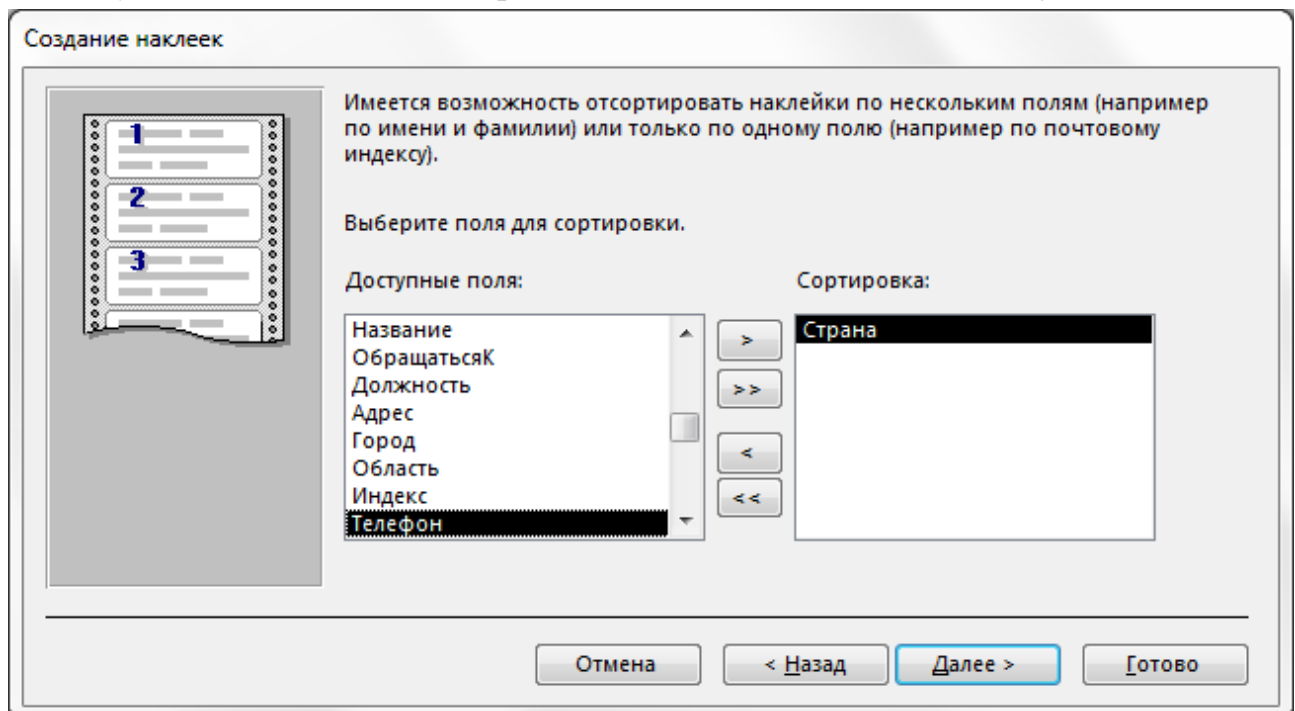 Создание наклеек
Имеется возможность отсортировать наклейки по нескольким полям (например
по имени и фамилии) или только по одному полю (например по почтовому
индексу).
Выберите поля для сортировки.
Доступные поля:
Сортировка:
1
2
3
Название
ОбращатьсяК
Должность
Адрес
Город
Область
Индекс
Телефон
>
>>
<
<<
Страна
Отмена
< Назад
Далее >
Готово